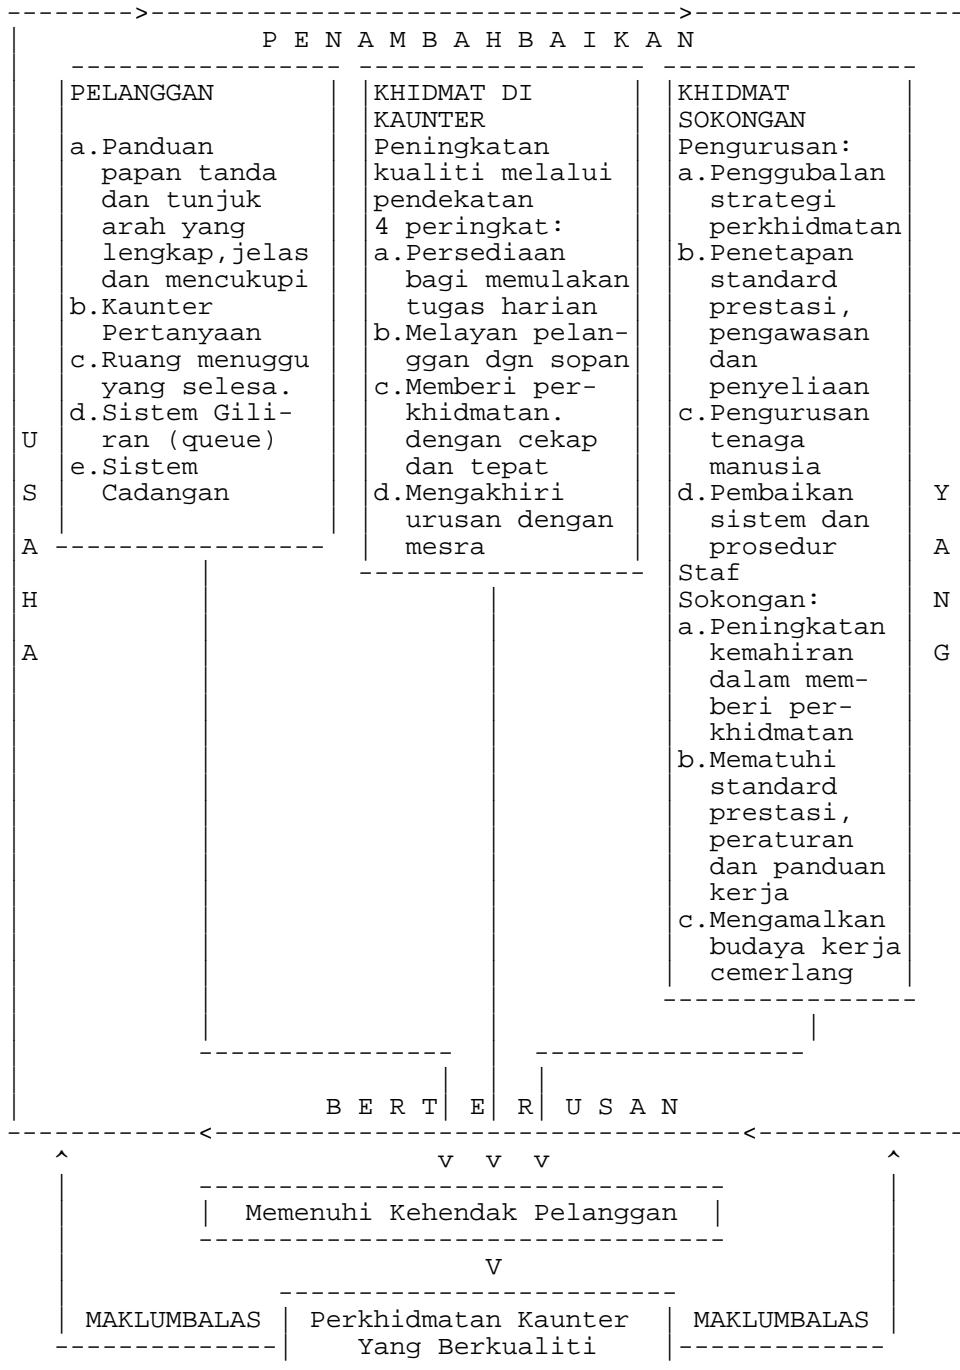 P E N A M B A H B A I K A N
PELANGGAN
a.Panduan
papan tanda
dan tunjuk
arah yang
lengkap,jelas
dan mencukupi
b.Kaunter
Pertanyaan
c.Ruang menuggu
yang selesa.
d.Sistem Gili-
ran (queue)
e.Sistem
Cadangan
KHIDMAT DI
KAUNTER
Peningkatan
kualiti melalui
pendekatan
4 peringkat:
a.Persediaan
bagi memulakan
tugas harian
b.Melayan pelan-
ggan dgn sopan
c.Memberi per-
khidmatan.
dengan cekap
dan tepat
d.Mengakhiri
urusan dengan
mesra
KHIDMAT
SOKONGAN
Pengurusan:
a.Penggubalan
strategi
perkhidmatan
b.Penetapan
standard
prestasi,
pengawasan
dan
penyeliaan
c.Pengurusan
tenaga
manusia
d.Pembaikan
sistem dan
prosedur
Staf
Sokongan:
a.Peningkatan
kemahiran
dalam mem-
beri per-
khidmatan
b.Mematuhi
standard
prestasi,
peraturan
dan panduan
kerja
c.Mengamalkan
budaya kerja
cemerlang
U
S
A
H
A
Y
A
N
G
B E R T E R U S A N
v v v
Memenuhi Kehendak Pelanggan
V
MAKLUMBALAS
Perkhidmatan Kaunter
Yang Berkualiti
MAKLUMBALAS